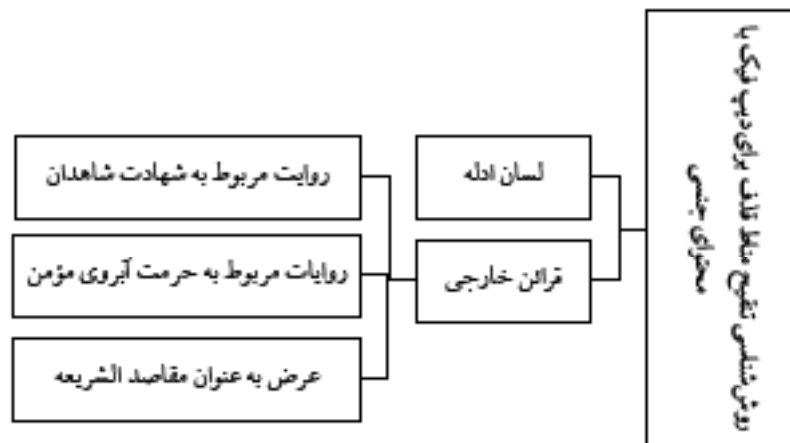 روش شناسی تنقیح مناط قذف برای دیپ فیک با
محتوای جنسی
لسان ادله
قرائن خارجی
روایت مربوط به شهادت شاهدان
روایات مربوط به حرمت آبروی مؤمن
عرض به عنوان مقاصد الشریعه